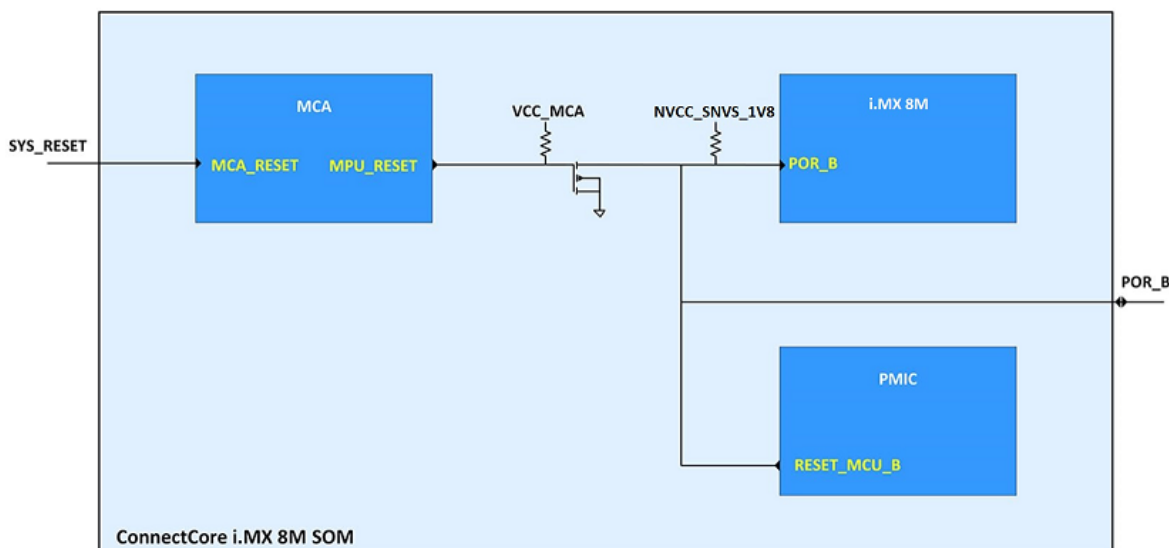 MCA
i.MX 8M
VCC_MCA
NVCC_SNVS_1V8
SYS_RESET
MCA_RESET
MPU_RESET
POR_B
POR_B
PMIC
RESET_MCU_B
ConnectCore i.MX 8M SOM